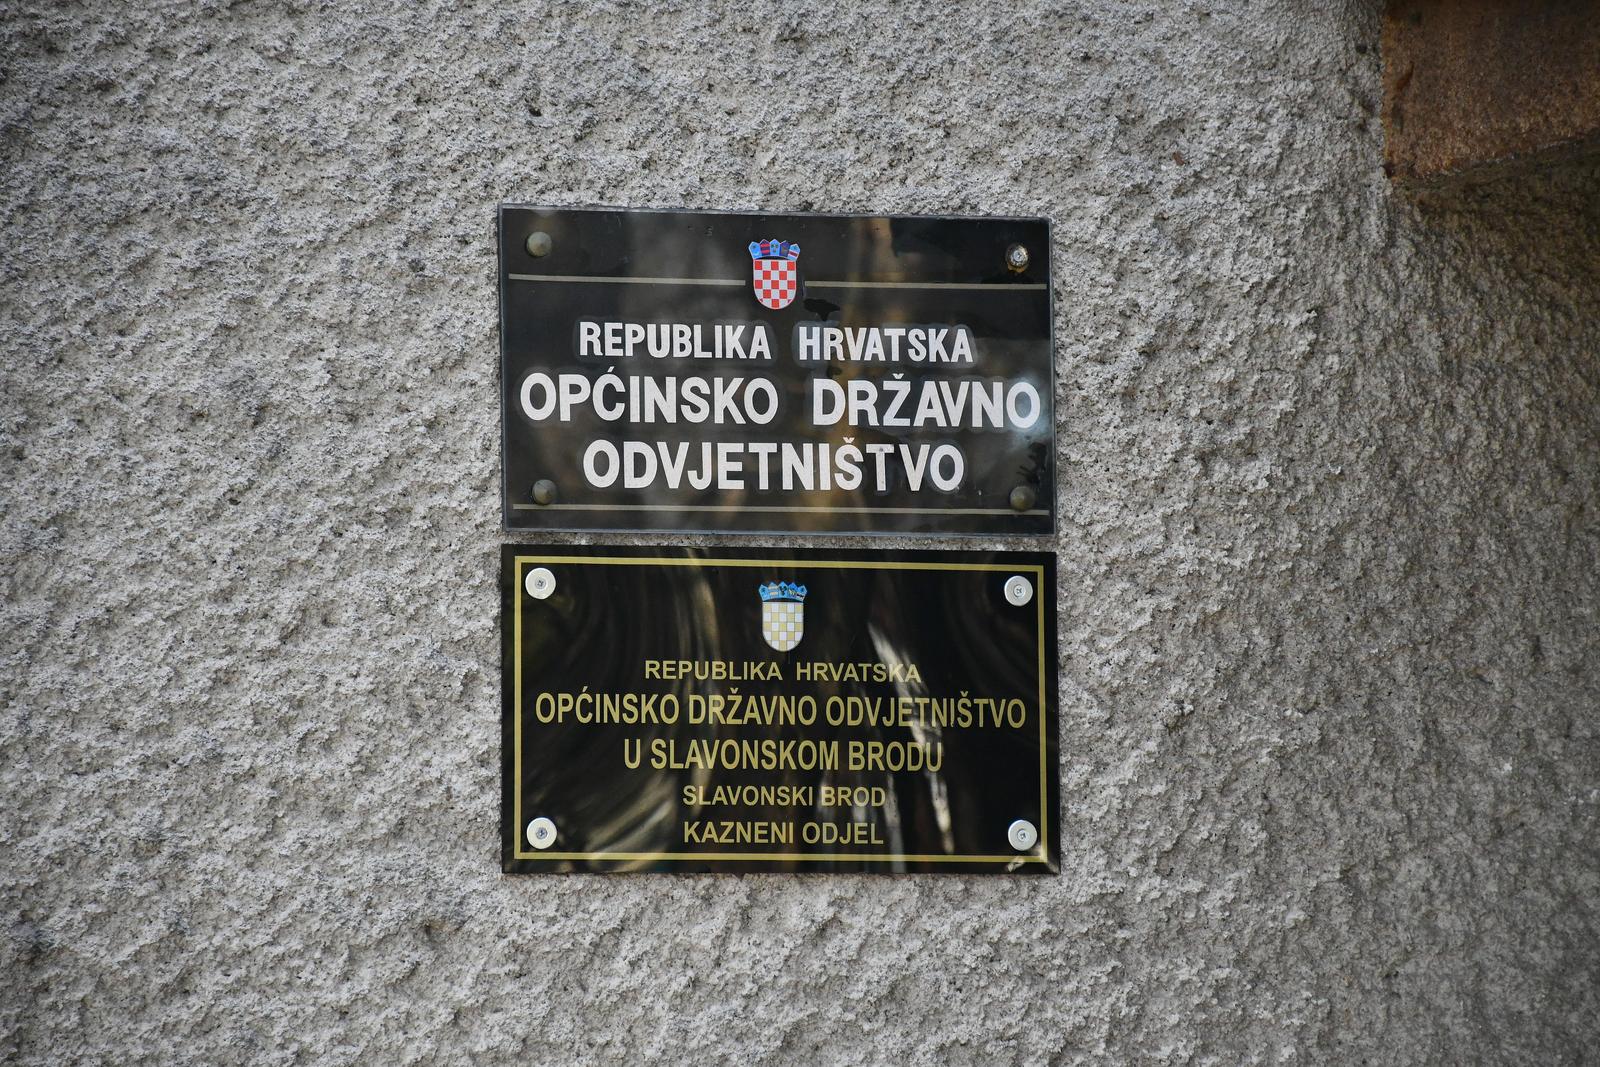 REPUBLIKA HRVATSKA
OPĆINSKO DRŽAVNO
ODVJETNIŠTVO
REPUBLIKA HRVATSKA
OPĆINSKO DRŽAVNO ODVJETNIŠTVO
U SLAVONSKOM BRODU
SLAVONSKI BROD
KAZNENI ODJEL